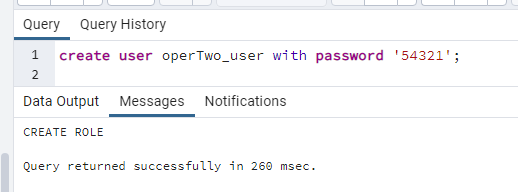 Query Query History
1 create user operTwo_user with password '54321';
2
Data Output Messages Notifications
CREATE ROLE
Query returned successfully in 260 msec.